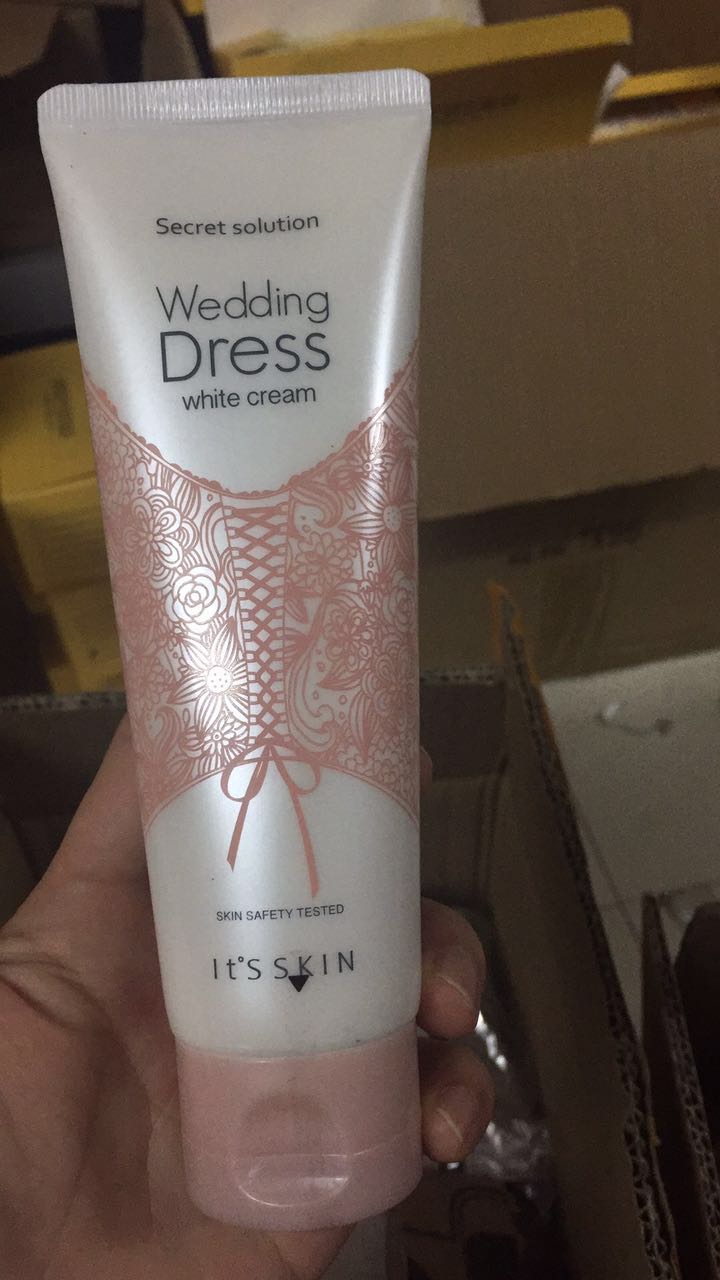 Secret solution
Wedding
Dress
white cream
SKIN SAFETY TESTED
It'S SKIN